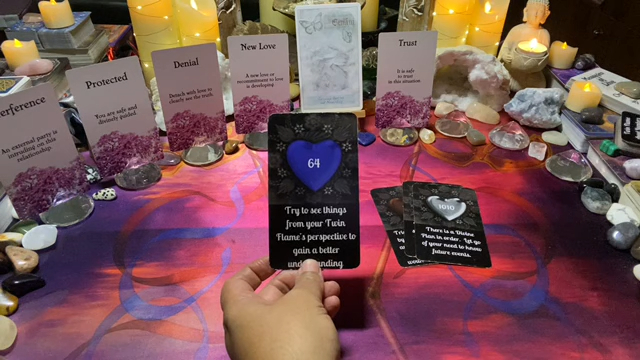 erference
An external party is
intruding on this
relationship.
Protected
You are safe and
divinely guided.
Denial
Detach with love to
clearly see the truth.
New Love
A new love or
recommitment to love
is developing.
Trust
It is safe to
trust in
this situation.
64
Try to see things
from your Twin
Flame's perspective to
gain a better
1010
There is a Divine
Plan in order. Let go
of your need to know
future events.